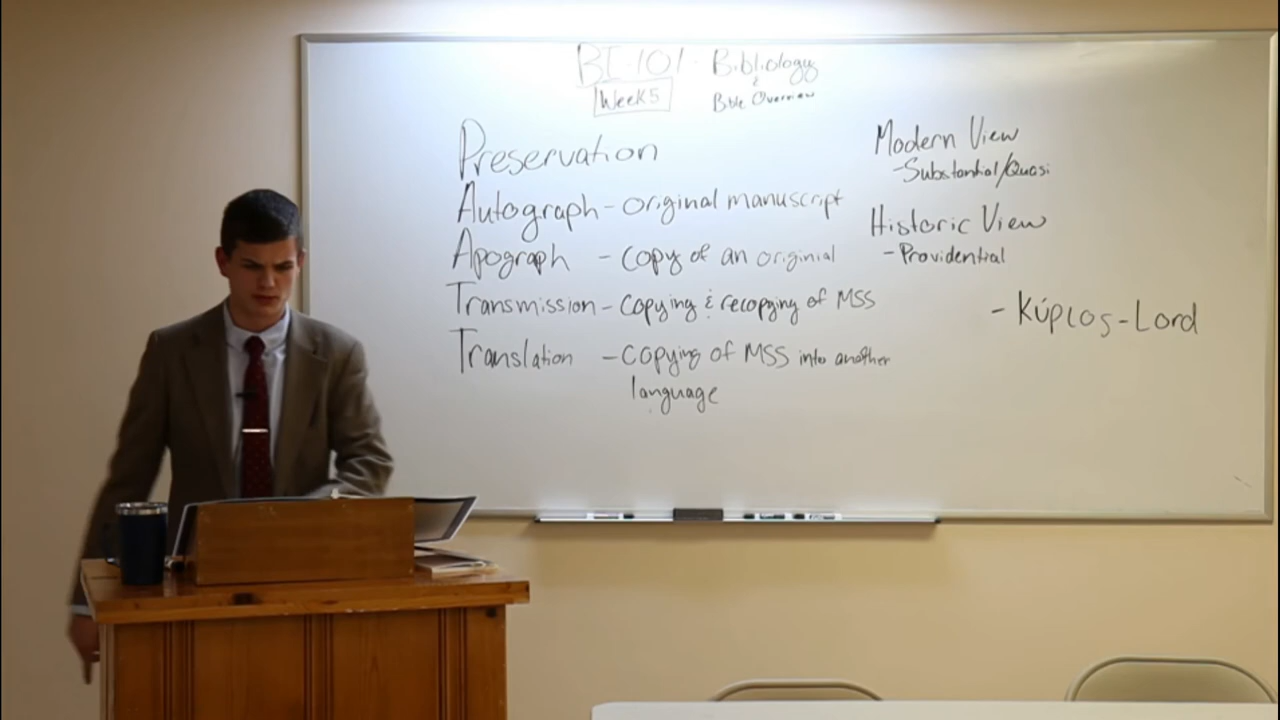 BI-101 - Bibliology
Week 5
& Bible Overview
Preservation
Autograph - original manuscript
Apograph - copy of an originial
Transmission - copying & recopying of MSS
Translation - copying of MSS into another
language
Modern View
- Substantial/Quasi
Historic View
- Providential
- Κύριος - Lord